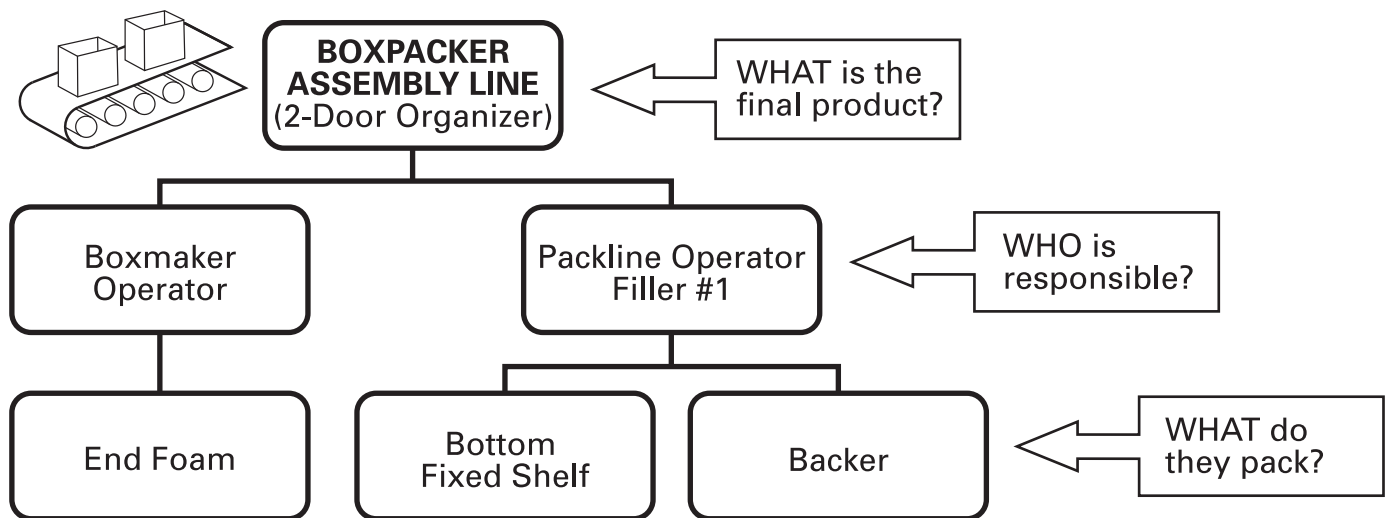 BOXPACKER
ASSEMBLY LINE
(2-Door Organizer)
WHAT is the
final product?
Boxmaker
Operator
Packline Operator
Filler #1
WHO is
responsible?
End Foam
Bottom
Fixed Shelf
Backer
WHAT do
they pack?